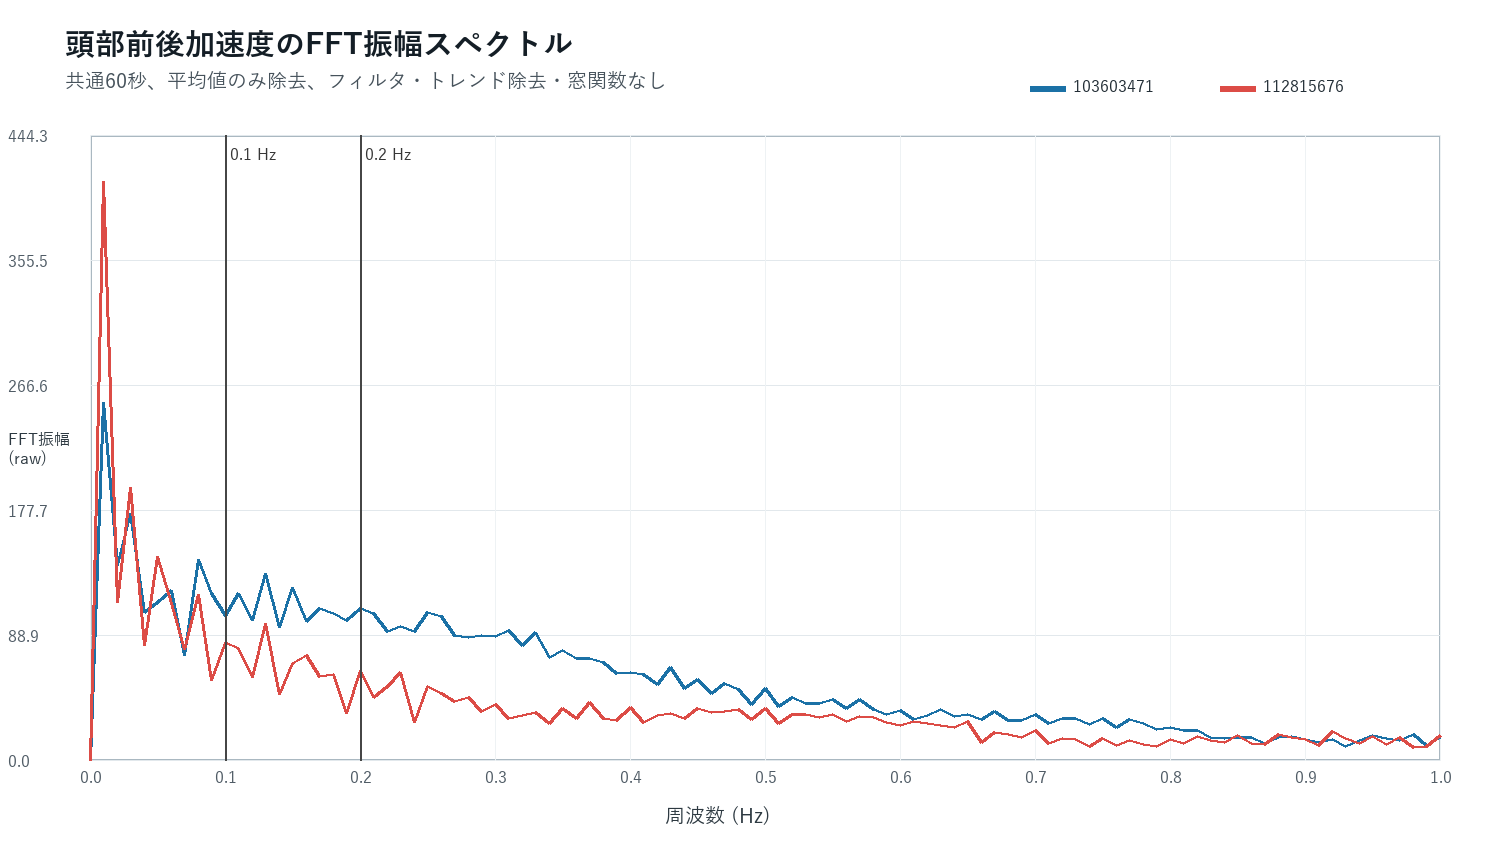 頭部前後加速度のFFT振幅スペクトル
共通60秒、平均値のみ除去、フィルタ・トレンド除去・窓関数なし
103603471
112815676
444.3
355.5
266.6
FFT振幅
(raw)
177.7
88.9
0.0
0.1 Hz
0.2 Hz
0.0
0.1
0.2
0.3
0.4
0.5
0.6
0.7
0.8
0.9
1.0
周波数 (Hz)